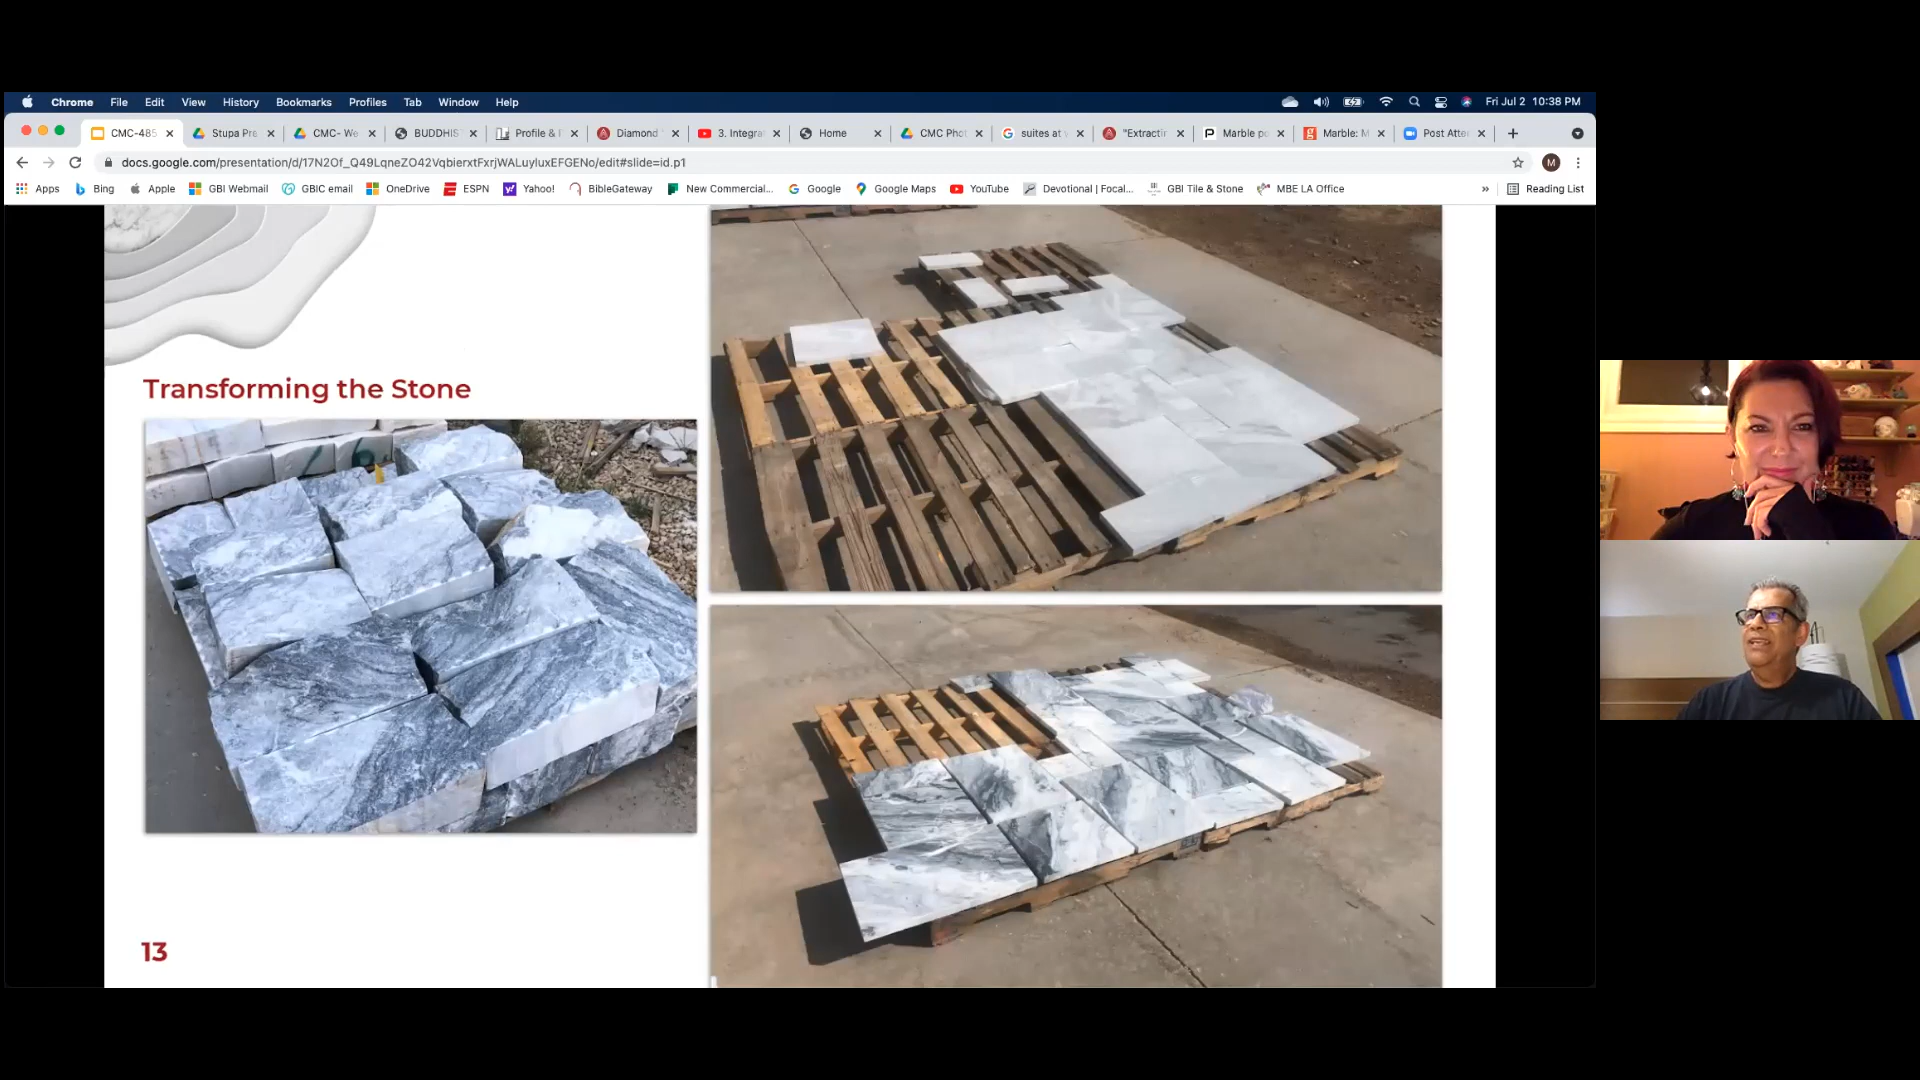 Chrome File Edit View History Bookmarks Profiles Tab Window Help Fri Jul 2 10:38 PM
CMC-485 Stupa Pre CMC- We BUDDHIS Profile & Diamond 3. Integra Home CMC Pho suites at "Extractin Marble po Marble: M Post Atte
docs.google.com/presentation/d/17N2Of_Q49LqneZO42VqbierxtFxrjWALuyluxEFGENo/edit#slide=id.p1 M
Apps Bing Apple GBI Webmail GBIC email OneDrive ESPN Yahoo! BibleGateway New Commercial... Google Google Maps YouTube Devotional | Focal... GBI Tile & Stone MBE LA Office » Reading List
Transforming the Stone
13